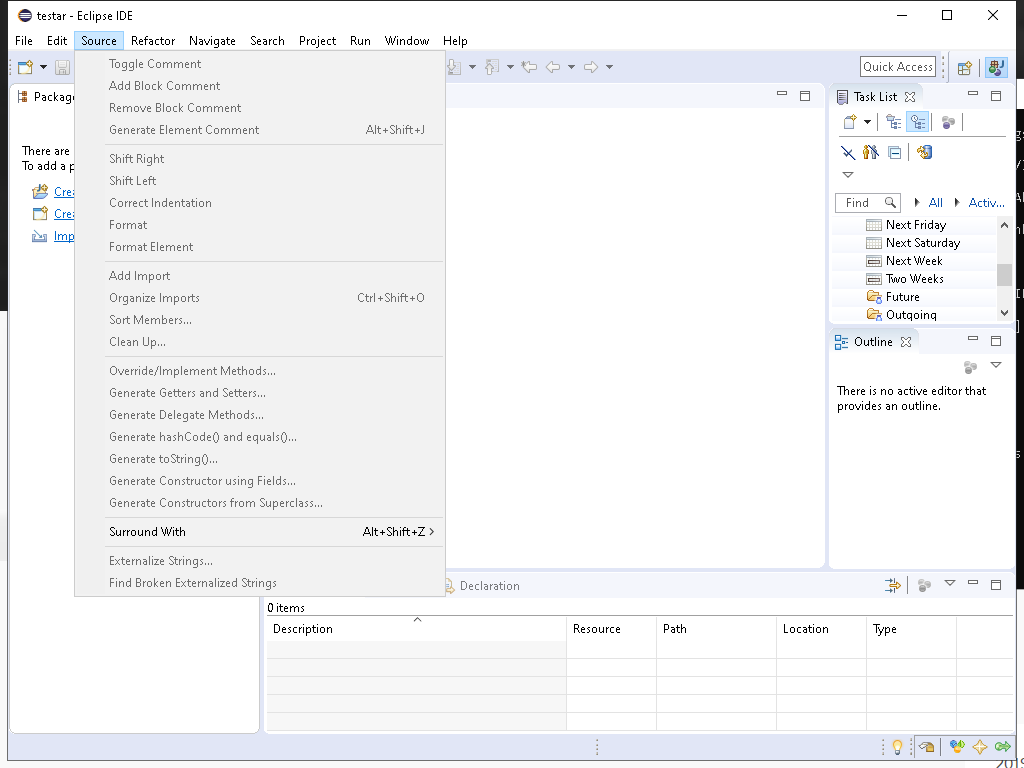 testar - Eclipse IDE
File Edit Source Refactor Navigate Search Project Run Window Help
Quick Access
Toggle Comment
Add Block Comment
Remove Block Comment
Generate Element Comment Alt+Shift+J
Shift Right
Shift Left
Correct Indentation
Format
Format Element
Add Import
Organize Imports Ctrl+Shift+O
Sort Members...
Clean Up...
Override/Implement Methods...
Generate Getters and Setters...
Generate Delegate Methods...
Generate hashCode() and equals()...
Generate toString()...
Generate Constructor using Fields...
Generate Constructors from Superclass...
Surround With Alt+Shift+Z
Externalize Strings...
Find Broken Externalized Strings
Packag
There are
To add a p
Crea
Crea
Imp
Task List
Find All Activ...
Next Friday
Next Saturday
Next Week
Two Weeks
Future
Outgoing
Outline
There is no active editor that
provides an outline.
Declaration
0 items
Description Resource Path Location Type